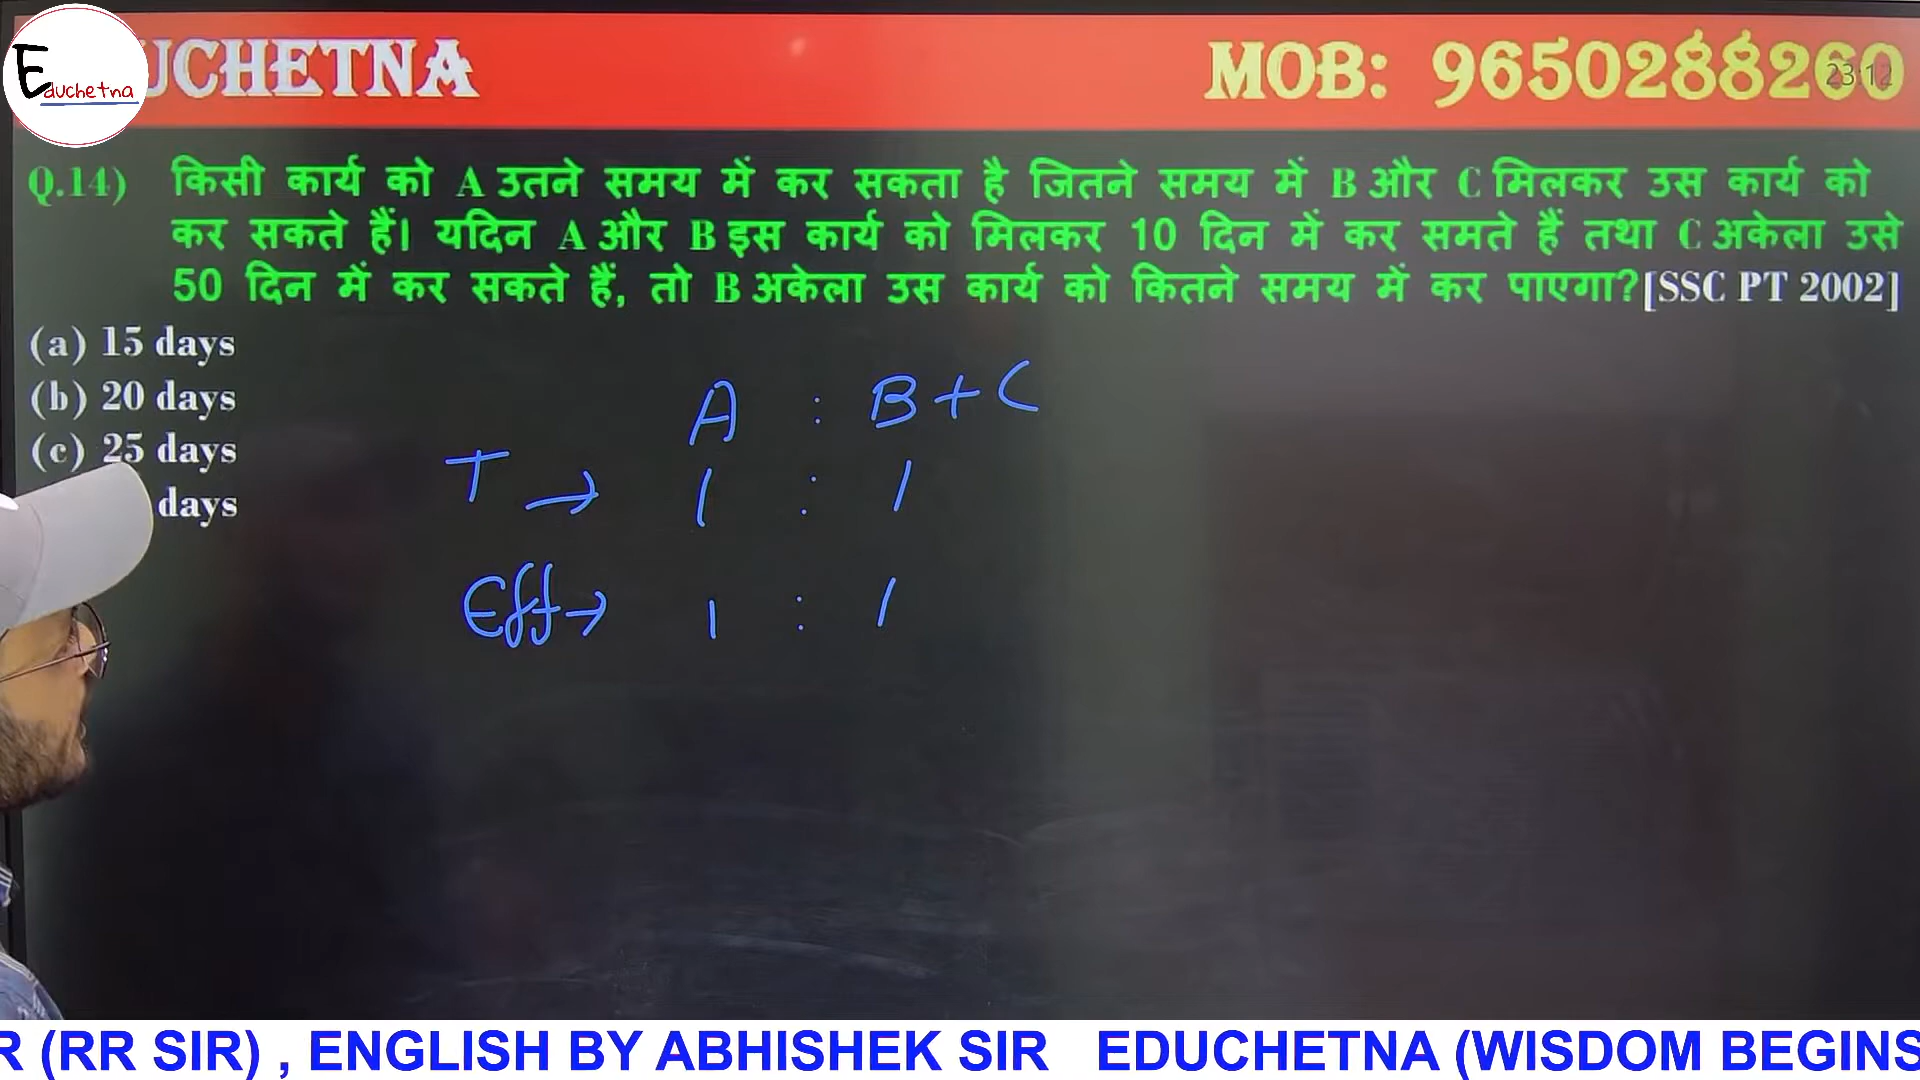 Educhetna
UCHETNA MOB: 9650288260
23:12
Q.14) किसी कार्य को A उतने समय में कर सकता है जितने समय में B और C मिलकर उस कार्य को
कर सकते हैं। यदिन A और B इस कार्य को मिलकर 10 दिन में कर समते हैं तथा C अकेला उसे
50 दिन में कर सकते हैं, तो B अकेला उस कार्य को कितने समय में कर पाएगा?[SSC PT 2002]
(a) 15 days
(b) 20 days
(c) 25 days
days
A : B + C
T → 1 : 1
Eff → 1 : 1
R (RR SIR) , ENGLISH BY ABHISHEK SIR EDUCHETNA (WISDOM BEGINS